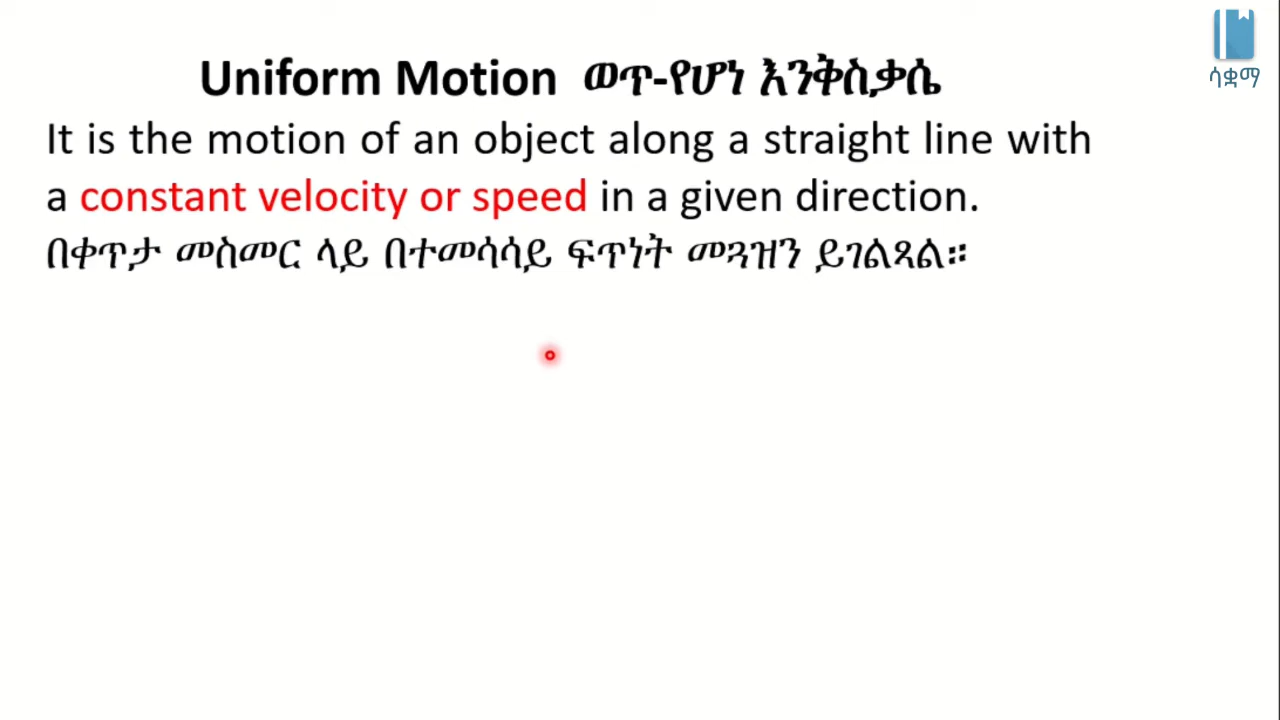 Uniform Motion ወጥ-የሆነ እንቅስቃሴ
It is the motion of an object along a straight line with
a constant velocity or speed in a given direction.
በቀጥታ መስመር ላይ በተመሳሳይ ፍጥነት መጓዝን ይገልጻል።
ሳቋማ